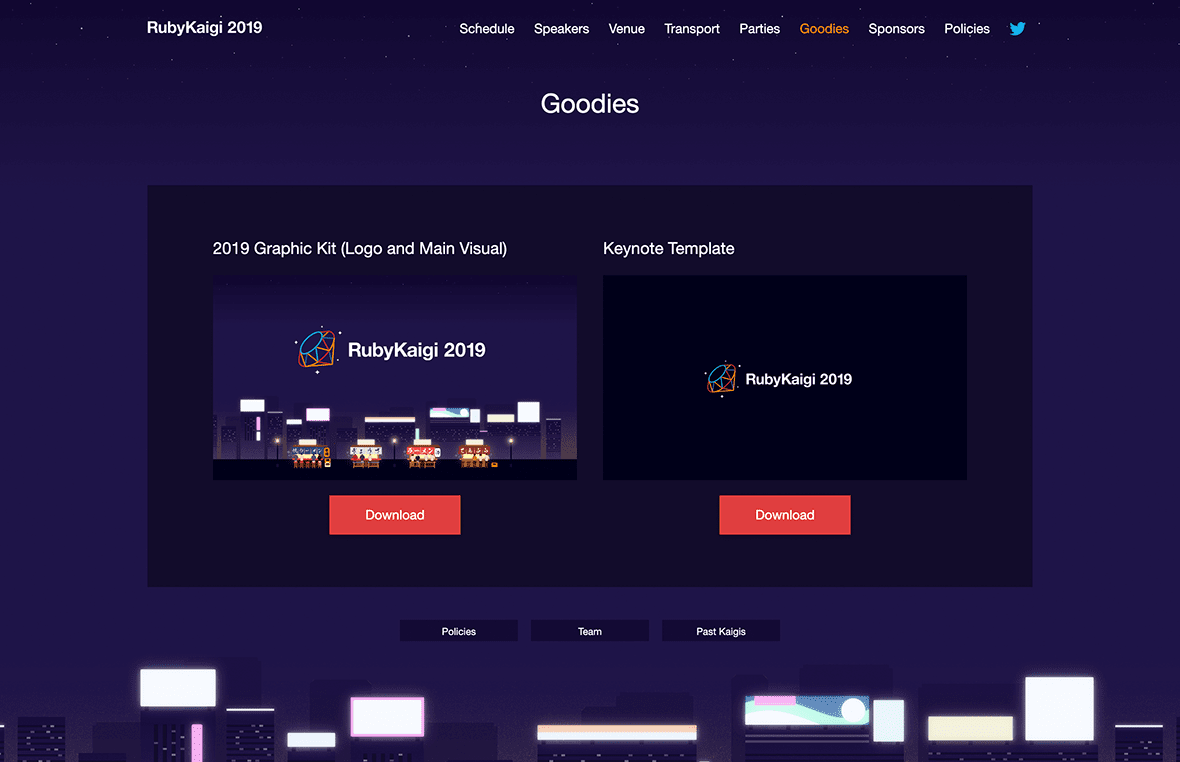 RubyKaigi 2019
Schedule Speakers Venue Transport Parties Goodies Sponsors Policies
Goodies
2019 Graphic Kit (Logo and Main Visual)
RubyKaigi 2019
Download
Keynote Template
RubyKaigi 2019
Download
Policies Team Past Kaigis